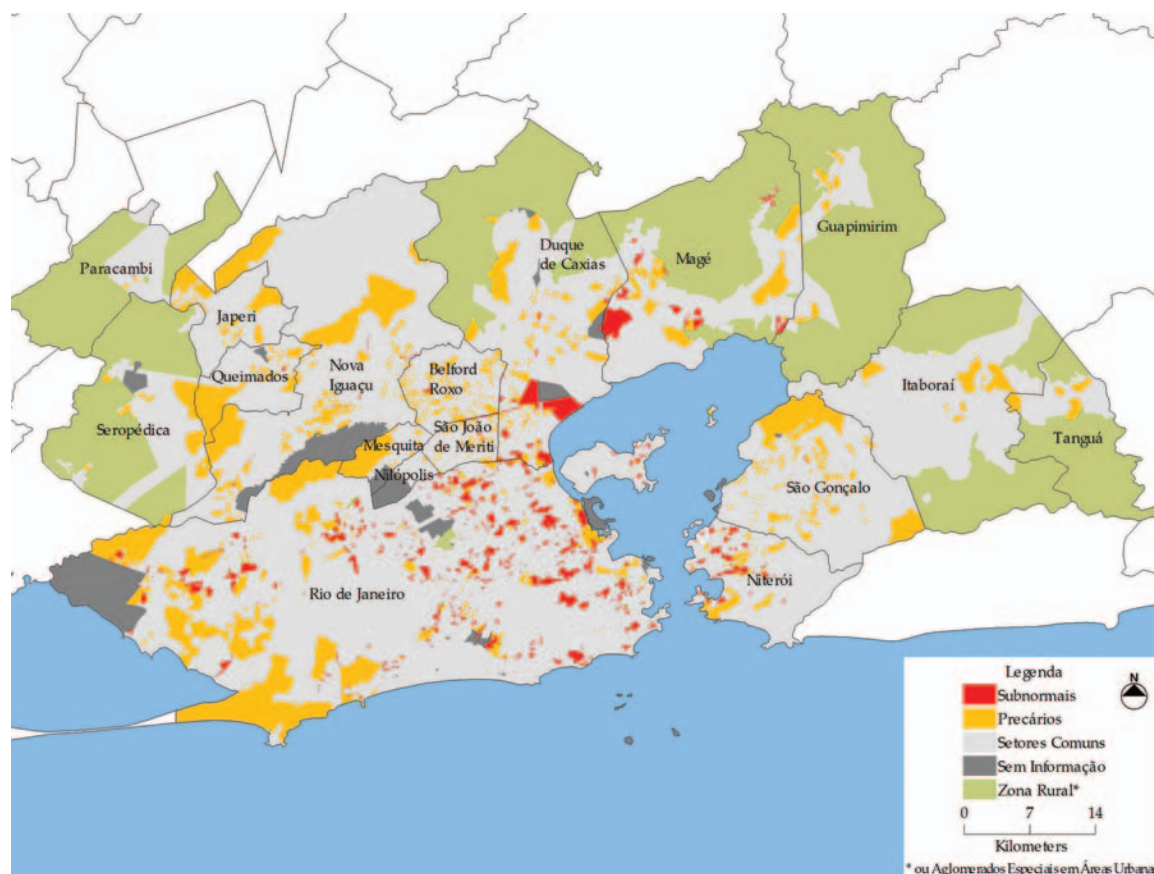 Guapimirim
Duque
de Caxias
Magé
Paracambi
Japeri
Nova
Iguaçu
Belford
Roxo
Queimados
Itaboraí
Seropédica
São João
de Meriti
Mesquita
Tanguá
Nilópolis
São Gonçalo
Rio de Janeiro
Niterói
Legenda
Subnormais
Precários
Setores Comuns
Sem Informação
Zona Rural*
N
0 7 14
Kilometers
* ou Aglomerados Especiais em Áreas Urbana